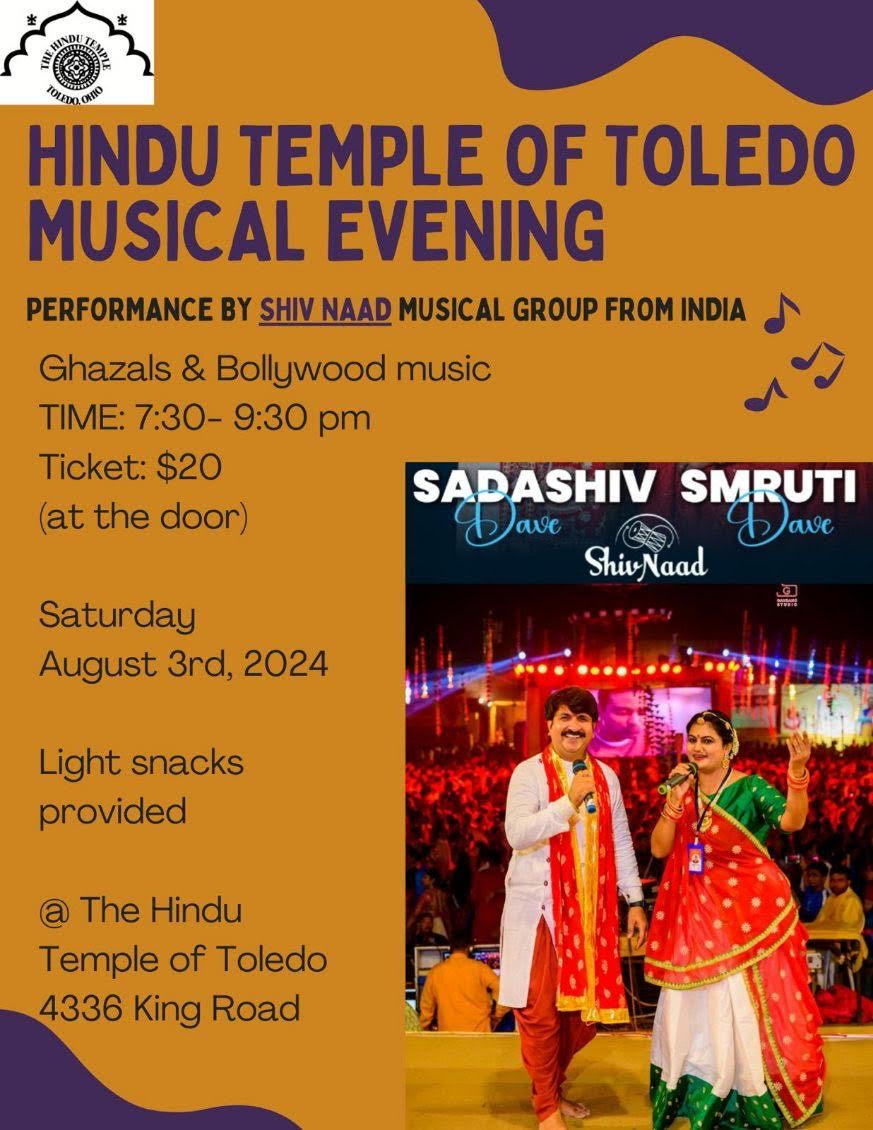 THE HINDU TEMPLE
TOLEDO, OHIO
HINDU TEMPLE OF TOLEDO
MUSICAL EVENING
PERFORMANCE BY SHIV NAAD MUSICAL GROUP FROM INDIA
Ghazals & Bollywood music
TIME: 7:30- 9:30 pm
Ticket: $20
(at the door)
Saturday
August 3rd, 2024
Light snacks
provided
@ The Hindu
Temple of Toledo
4336 King Road
SADASHIV SMRUTI
Dave Dave
ShivNaad
G
GAURANG
STUDIO